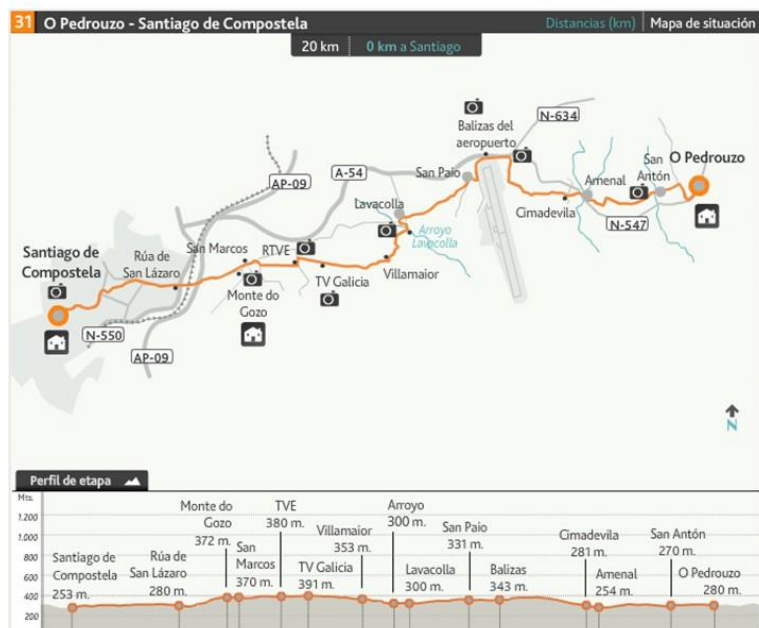 31 O Pedrouzo - Santiago de Compostela
Distancias (km) | Mapa de situación
20 km
0 km a Santiago
N-634
Balizas del
aeropuerto
San
Antón
O Pedrouzo
A-54
San Paio
AP-09
Amenal
Lavacolla
Cimadevila
N-547
Arroyo
Lavacolla
Santiago de
Compostela
Rúa de
San Lázaro
San Marcos
RTVE
Villamaior
TV Galicia
Monte do
Gozo
N-550
AP-09
N
Perfil de etapa
Mts.
1.200
1.000
800
600
400
200
Santiago de
Compostela
253 m.
Rúa de
San Lázaro
280 m.
Monte do
Gozo
372 m.
San
Marcos
370 m.
TVE
380 m.
TV Galicia
391 m.
Villamaior
353 m.
Arroyo
300 m.
Lavacolla
300 m.
San Paio
331 m.
Balizas
343 m.
Cimadevila
281 m.
Amenal
254 m.
San Antón
270 m.
O Pedrouzo
280 m.